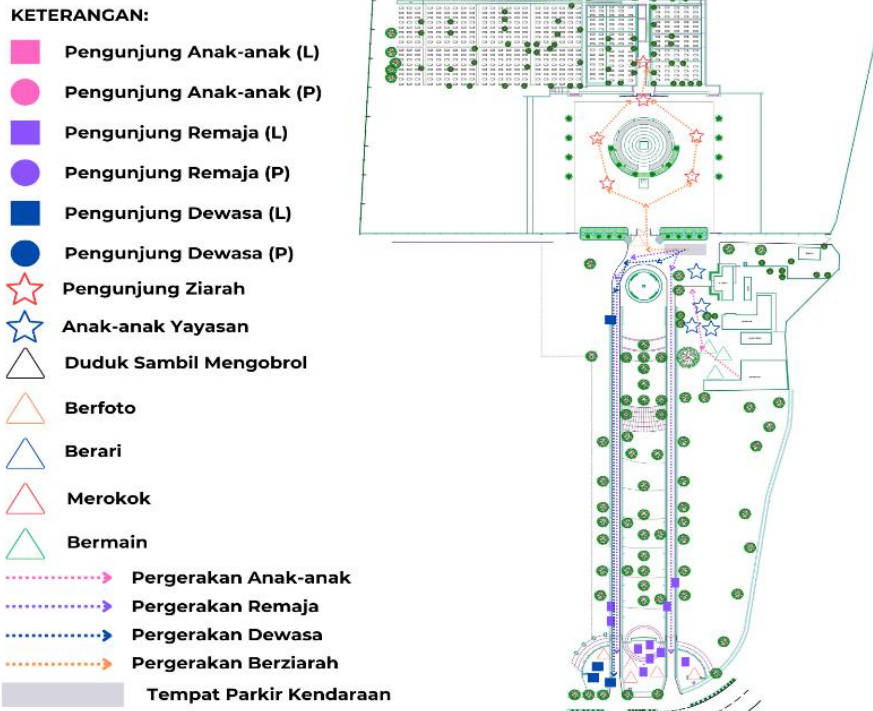 KETERANGAN:
Pengunjung Anak-anak (L)
Pengunjung Anak-anak (P)
Pengunjung Remaja (L)
Pengunjung Remaja (P)
Pengunjung Dewasa (L)
Pengunjung Dewasa (P)
Pengunjung Ziarah
Anak-anak Yayasan
Duduk Sambil Mengobrol
Berfoto
Berari
Merokok
Bermain
Pergerakan Anak-anak
Pergerakan Remaja
Pergerakan Dewasa
Pergerakan Berziarah
Tempat Parkir Kendaraan